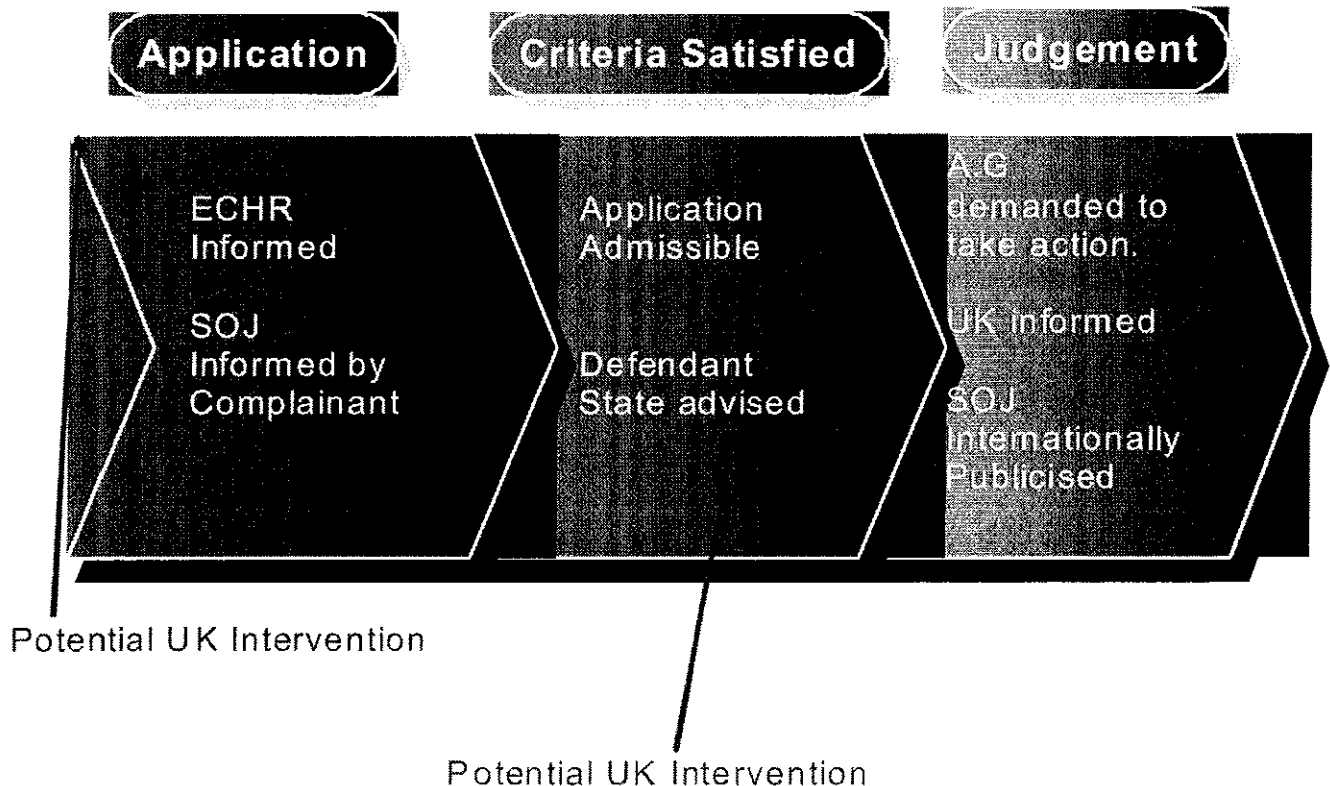 Application
Criteria Satisfied
Judgement
ECHR
Informed
SOJ
Informed by
Complainant
Application
Admissible
Defendant
State advised
A.G
demanded to
take action.
UK informed
SOJ
Internationally
Publicised
Potential UK Intervention
Potential UK Intervention